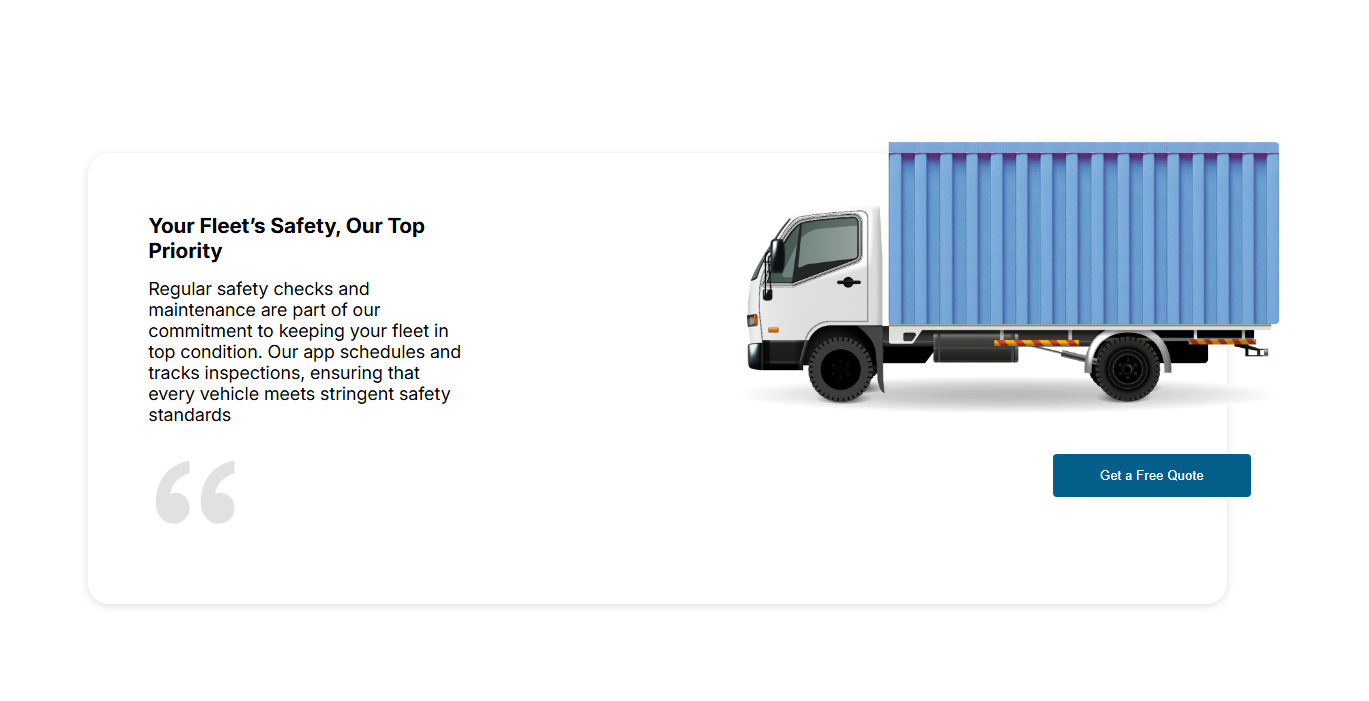 Your Fleet’s Safety, Our Top
Priority
Regular safety checks and
maintenance are part of our
commitment to keeping your fleet in
top condition. Our app schedules and
tracks inspections, ensuring that
every vehicle meets stringent safety
standards
“
Get a Free Quote